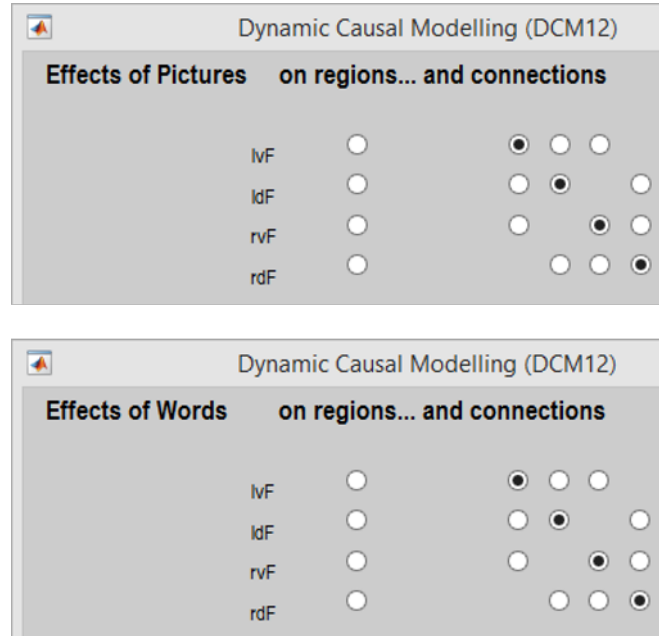 Dynamic Causal Modelling (DCM12)
Effects of Pictures on regions... and connections
lvF
ldF
rvF
rdF
Dynamic Causal Modelling (DCM12)
Effects of Words on regions... and connections
lvF
ldF
rvF
rdF